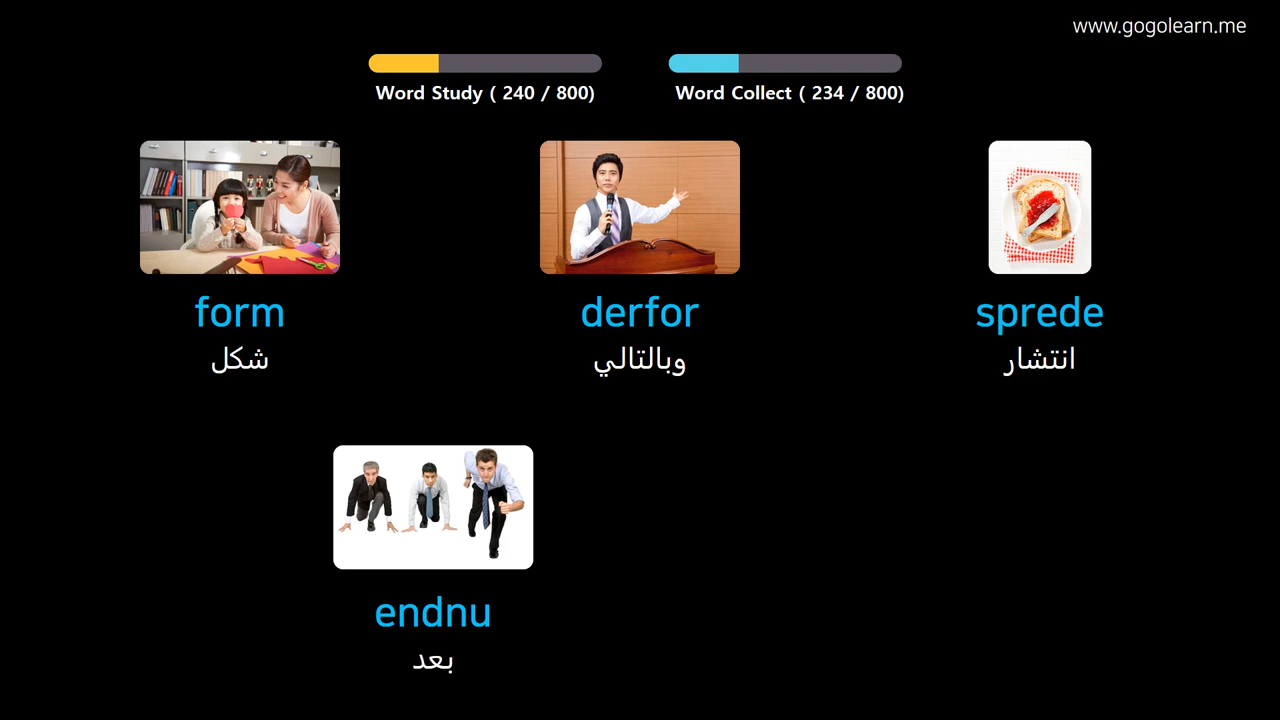 www.gogolearn.me
Word Study ( 240 / 800)
Word Collect ( 234 / 800)
form
شكل
derfor
وبالتالي
sprede
انتشار
endnu
بعد